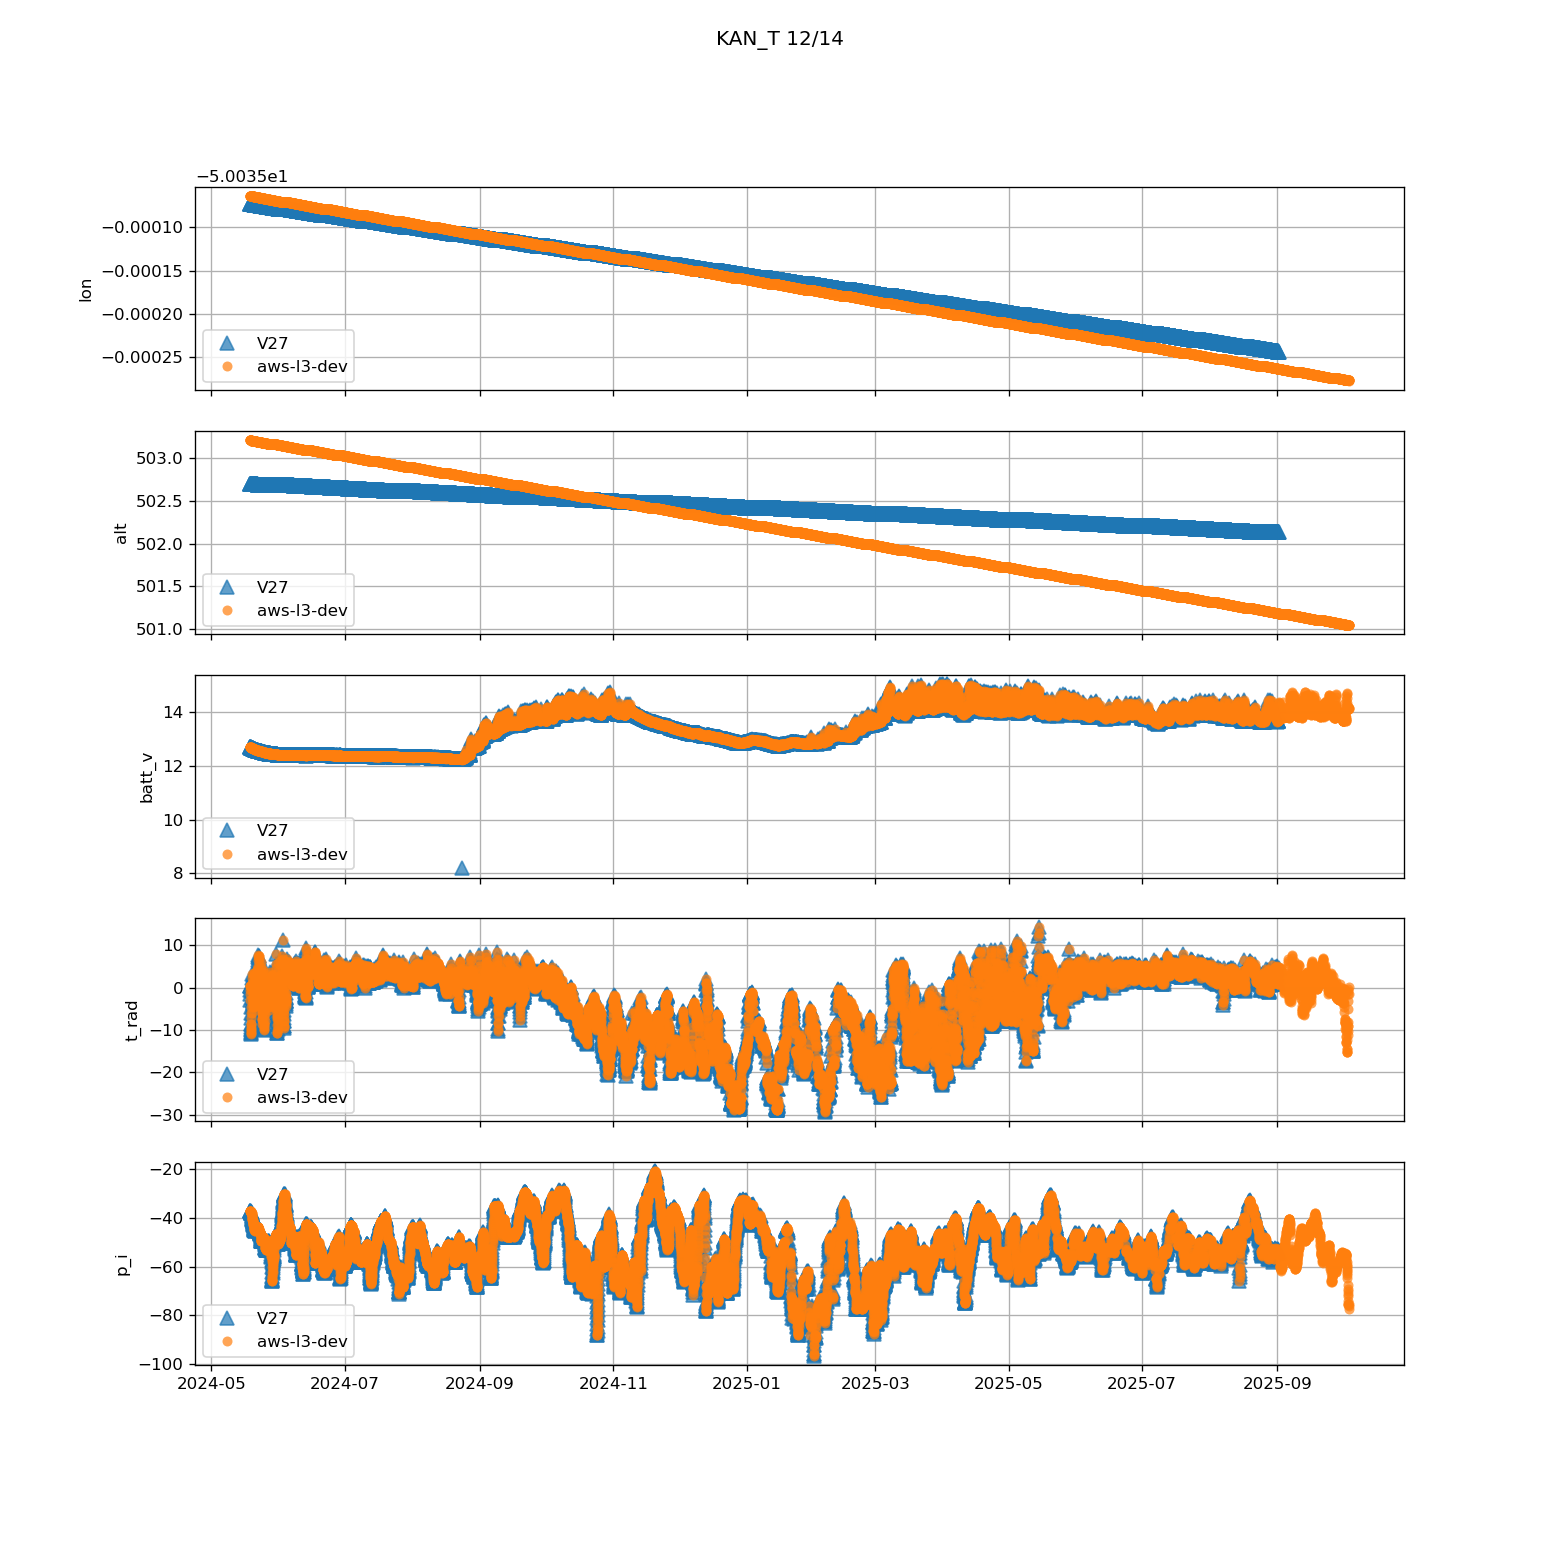 KAN_T 12/14
−5.0035e1
−0.00010
−0.00015
−0.00020
−0.00025
lon
V27
aws-l3-dev
503.0
502.5
502.0
501.5
501.0
alt
V27
aws-l3-dev
14
12
10
8
batt_v
V27
aws-l3-dev
10
0
−10
−20
−30
t_rad
V27
aws-l3-dev
−20
−40
−60
−80
−100
p_i
V27
aws-l3-dev
2024-05 2024-07 2024-09 2024-11 2025-01 2025-03 2025-05 2025-07 2025-09